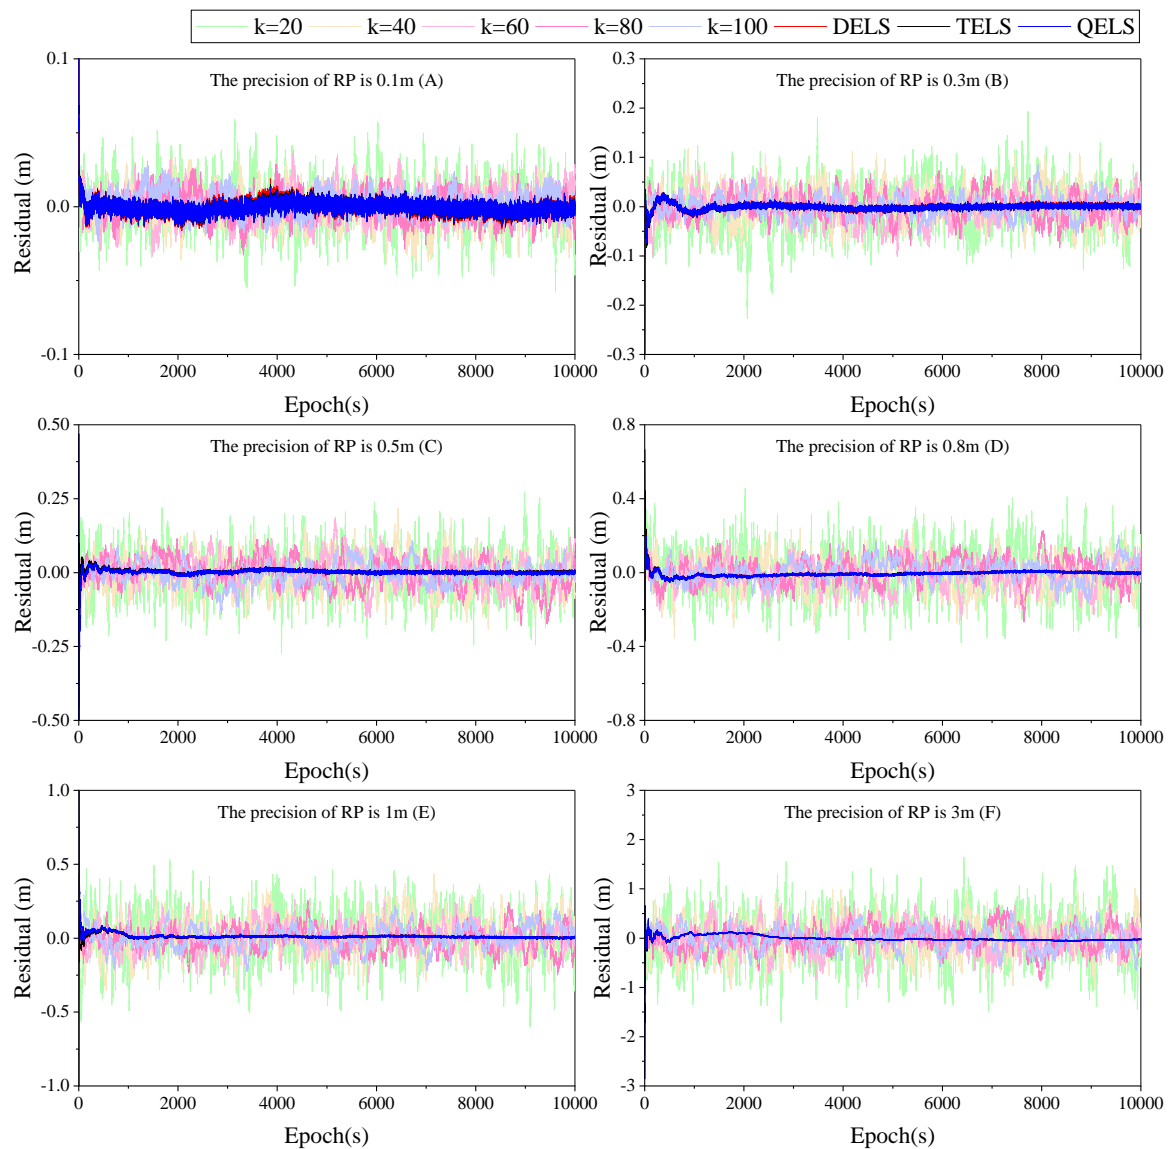 k=20 k=40 k=60 k=80 k=100 DELS TELS QELS
The precision of RP is 0.1m (A)
Residual (m)
0.1
0.0
-0.1
0 2000 4000 6000 8000 10000
Epoch(s)
The precision of RP is 0.3m (B)
Residual (m)
0.3
0.2
0.1
0.0
-0.1
-0.2
-0.3
0 2000 4000 6000 8000 10000
Epoch(s)
The precision of RP is 0.5m (C)
Residual (m)
0.50
0.25
0.00
-0.25
-0.50
0 2000 4000 6000 8000 10000
Epoch(s)
The precision of RP is 0.8m (D)
Residual (m)
0.8
0.4
0.0
-0.4
-0.8
0 2000 4000 6000 8000 10000
Epoch(s)
The precision of RP is 1m (E)
Residual (m)
1.0
0.5
0.0
-0.5
-1.0
0 2000 4000 6000 8000 10000
Epoch(s)
The precision of RP is 3m (F)
Residual (m)
3
2
1
0
-1
-2
-3
0 2000 4000 6000 8000 10000
Epoch(s)